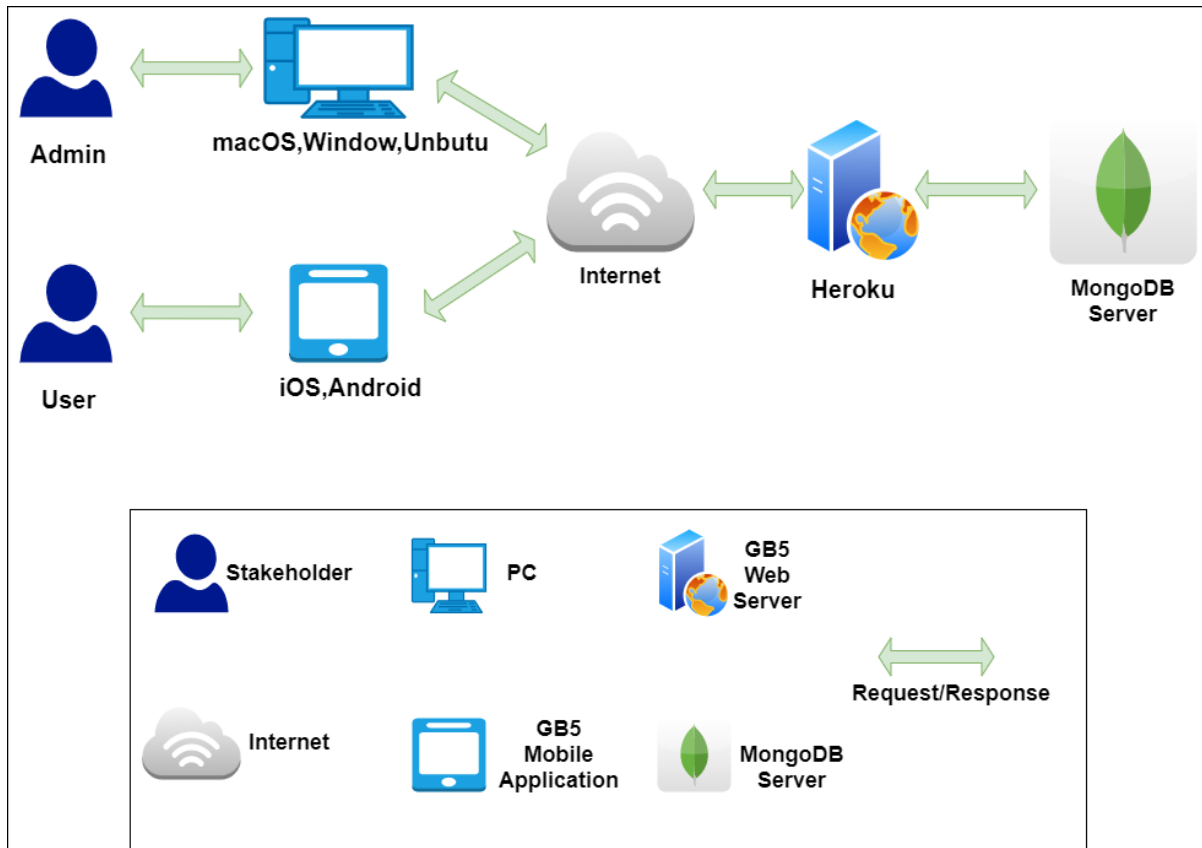 Admin
macOS,Window,Unbutu
Internet
Heroku
MongoDB
Server
User
iOS,Android
Stakeholder
PC
GB5
Web
Server
Request/Response
Internet
GB5
Mobile
Application
MongoDB
Server